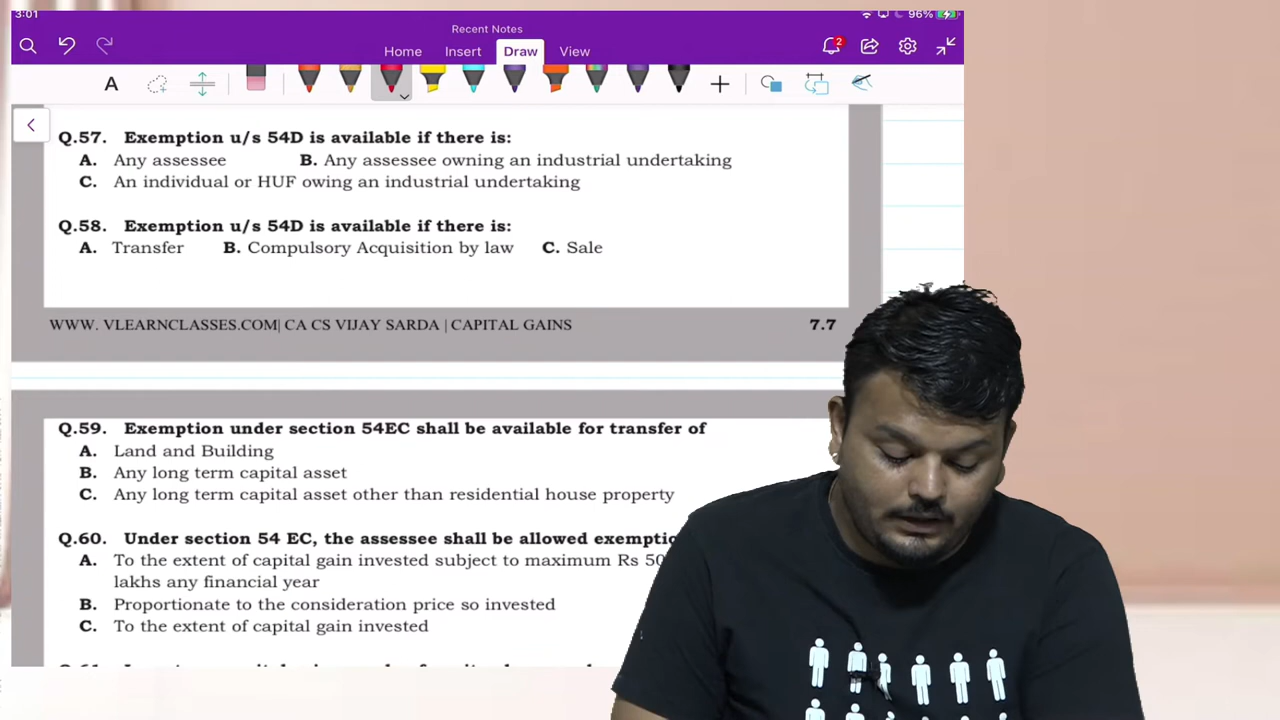 3:01
96%
Recent Notes
2
Home Insert Draw View
A
Q.57. Exemption u/s 54D is available if there is:
A. Any assessee B. Any assessee owning an industrial undertaking
C. An individual or HUF owing an industrial undertaking
Q.58. Exemption u/s 54D is available if there is:
A. Transfer B. Compulsory Acquisition by law C. Sale
WWW. VLEARNCLASSES.COM| CA CS VIJAY SARDA | CAPITAL GAINS 7.7
Q.59. Exemption under section 54EC shall be available for transfer of
A. Land and Building
B. Any long term capital asset
C. Any long term capital asset other than residential house property
Q.60. Under section 54 EC, the assessee shall be allowed
A. To the extent of capital gain invested subject to maximum Rs 50
lakhs any financial year
B. Proportionate to the consideration price so invested
C. To the extent of capital gain invested